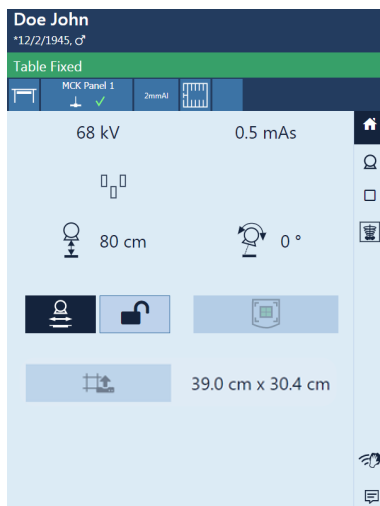 Doe John
*12/2/1945, ♂
Table Fixed
MCK Panel 1
2mmAl
68 kV
0.5 mAs
80 cm
0 °
39.0 cm x 30.4 cm